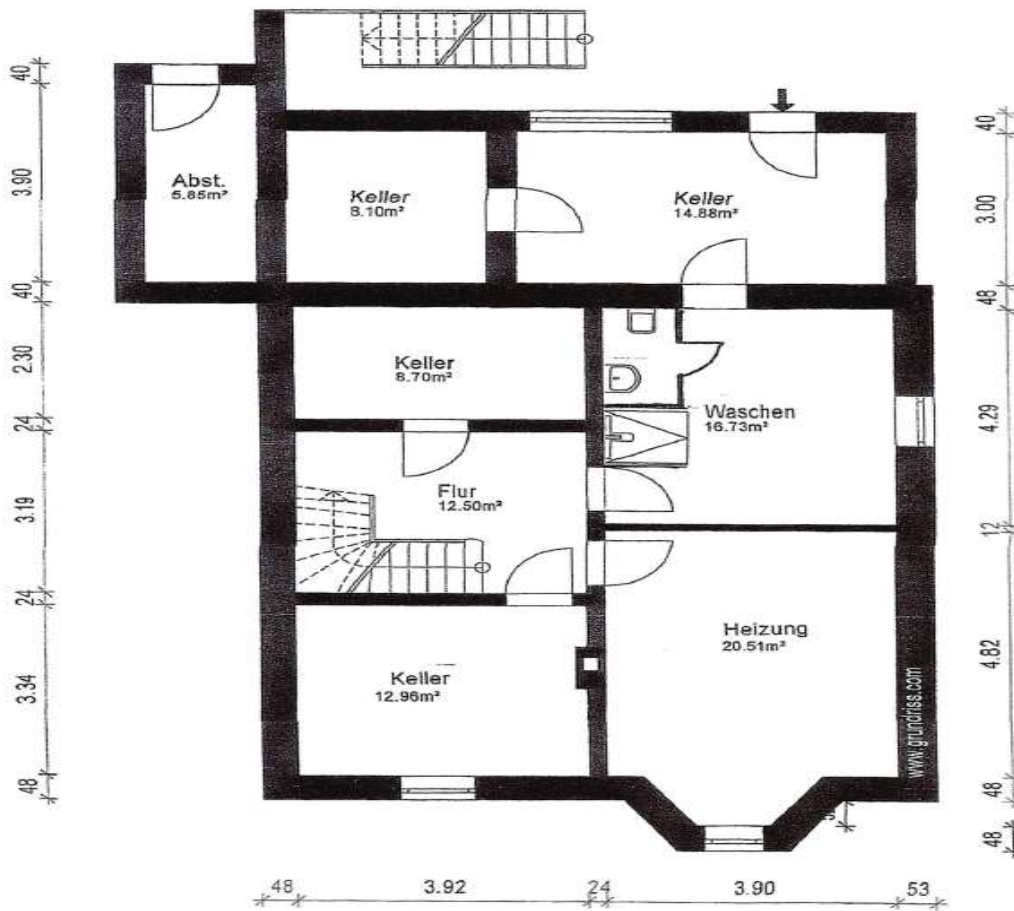 Abst.
5.85m²
Keller
8.10m²
Keller
14.88m²
Keller
8.70m²
Waschen
16.73m²
Flur
12.50m²
Heizung
20.51m²
Keller
12.96m²
www.grundriss.com
40
3.90
40
2.30
24
3.19
24
3.34
48
40
3.00
48
4.29
12
4.82
48
48
48
3.92
24
3.90
53